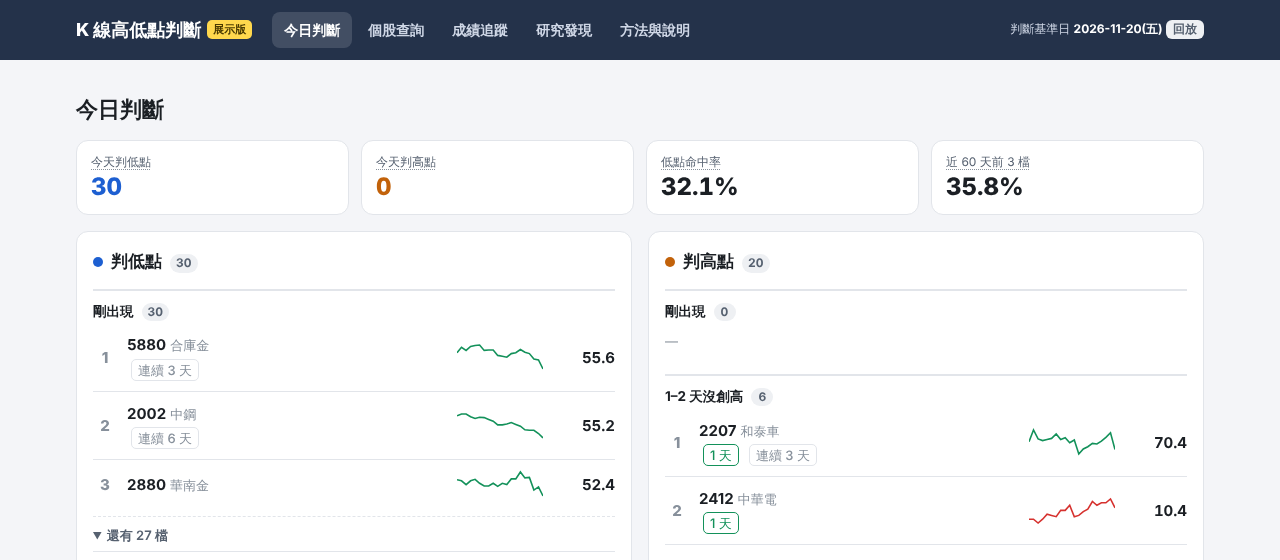 K 線高低點判斷 展示版 今日判斷 個股查詢 成績追蹤 研究發現 方法與說明 判斷基準日 2026-11-20(五) 回放
今日判斷
今天判低點
30
今天判高點
0
低點命中率
32.1%
近 60 天前 3 檔
35.8%
判低點 30
剛出現 30
1 5880 合庫金 55.6
連續 3 天
2 2002 中鋼 55.2
連續 6 天
3 2880 華南金 52.4
▼ 還有 27 檔
判高點 20
剛出現 0
—
1–2 天沒創高 6
1 2207 和泰車 70.4
1 天 連續 3 天
2 2412 中華電 10.4
1 天